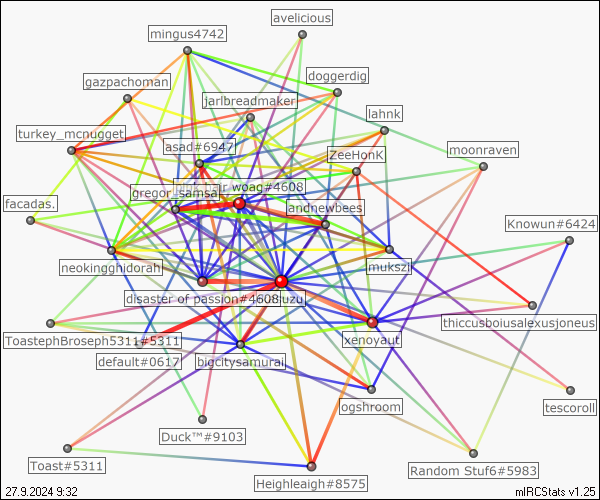 avelicious
mingus4742
doggerdig
gazpachoman
jarlbreadmaker
lahnk
turkey_mcnugget
asad#6947
ZeeHonK
moonraven
woag#4608
gregor_samsa
facadas.
andnewbees
Knowun#6424
neokingghidorah
mukszi
disaster of passion#4608
uzu
thiccusboiusalexusjoneus
ToastephBroseph5311#5311
xenoyaut
default#0617
bigcitysamurai
ogshroom
tescoroll
Duck™#9103
Toast#5311
Random Stuf6#5983
Heighleaigh#8575
27.9.2024 9:32
mIRCStats v1.25